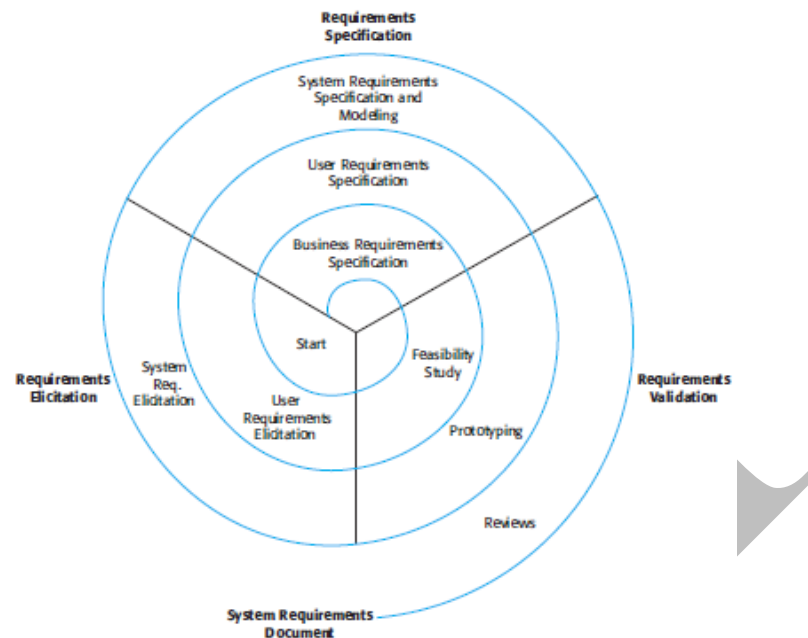 Requirements
Specification
System Requirements
Specification and
Modeling
User Requirements
Specification
Business Requirements
Specification
Start
Feasibility
Study
System
Req.
Elicitation
User
Requirements
Elicitation
Requirements
Elicitation
Requirements
Validation
Prototyping
Reviews
System Requirements
Document